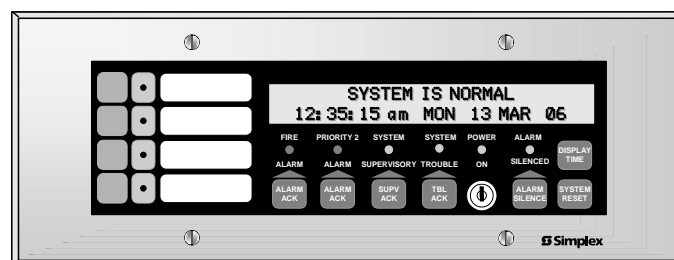 SYSTEM IS NORMAL
12:35:15 am MON 13 MAR 06
FIRE PRIORITY 2 SYSTEM SYSTEM POWER ALARM
ALARM ALARM SUPERVISORY TROUBLE ON SILENCED
DISPLAY
TIME
ALARM
ACK
ALARM
ACK
SUPV
ACK
TBL
ACK
ALARM
SILENCE
SYSTEM
RESET
Simplex